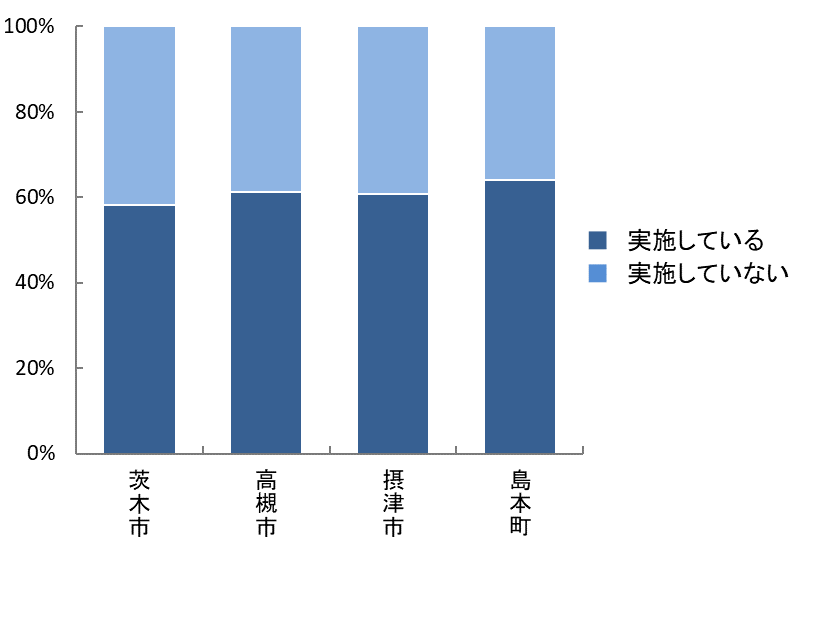 100%
80%
60%
40%
20%
0%
茨木市
高槻市
摂津市
島本町
実施している
実施していない